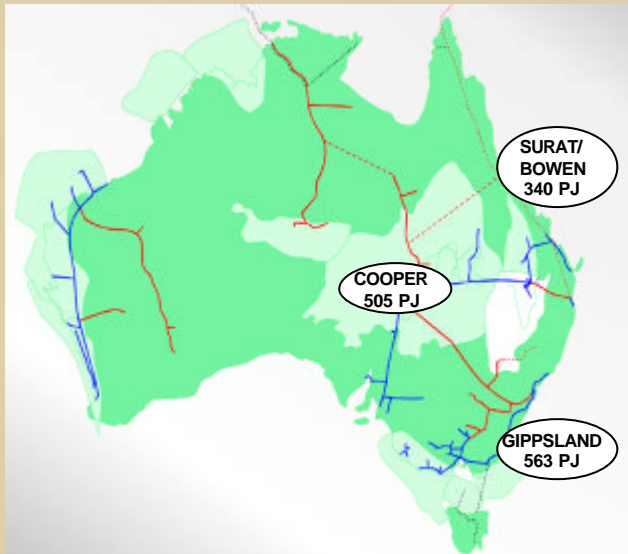 SURAT/
BOWEN
340 PJ
COOPER
505 PJ
GIPPSLAND
563 PJ